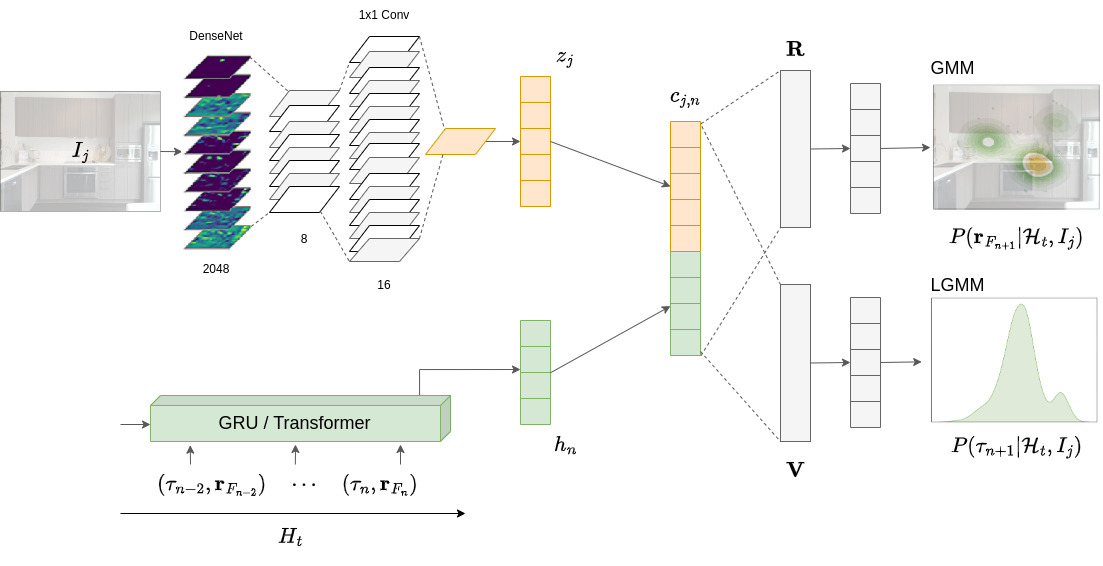 1x1 Conv
DenseNet
z_j
R
GMM
c_{j,n}
I_j
8
2048
16
P(r_{F_{n+1}}|ℋ_t, I_j)
LGMM
GRU / Transformer
h_n
P(τ_{n+1}|ℋ_t, I_j)
V
(τ_{n−2}, r_{F_{n−2}}) ⋯ (τ_n, r_{F_n})
H_t